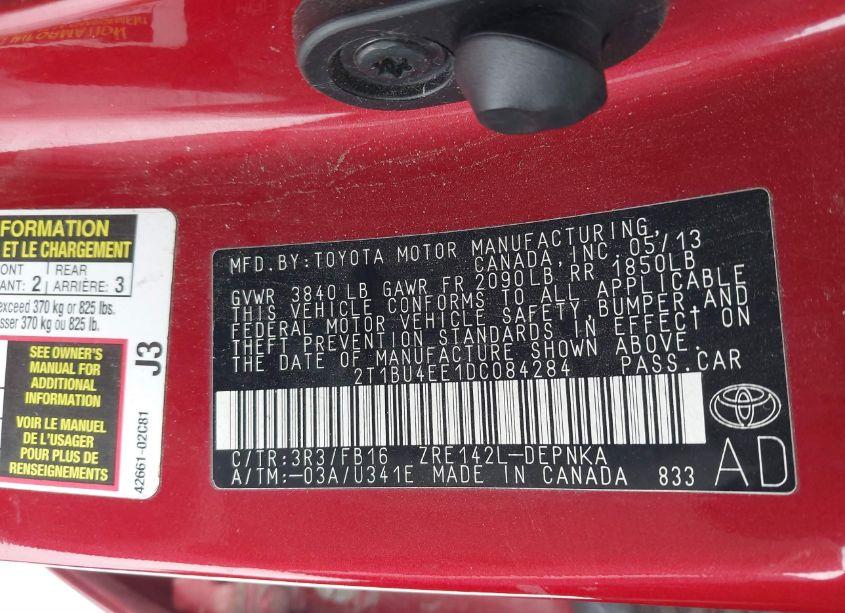 FORMATION
ET LE CHARGEMENT
ONT 2 REAR 3
ANT: ARRIÈRE:
exceed 370 kg or 825 lbs.
sser 370 kg ou 825 lb.
SEE OWNER'S
MANUAL FOR
ADDITIONAL
INFORMATION
VOIR LE MANUEL
DE L'USAGER
POUR PLUS DE
RENSEIGNEMENTS
J3
42661-02C81
MFD.BY:TOYOTA MOTOR MANUFACTURING,
CANADA,INC.05/13
GVWR 3840 LB GAWR FR 2090LB,RR 1850LB
THIS VEHICLE CONFORMS TO ALL APPLICABLE
FEDERAL MOTOR VEHICLE SAFETY,BUMPER,AND
THEFT PREVENTION STANDARDS IN EFFECT ON
THE DATE OF MANUFACTURE SHOWN ABOVE.
2T1BU4EE1DC084284 PASS.CAR
C/TR:3R3/FB16 ZRE142L-DEPNKA
A/TM:-03A/U341E MADE IN CANADA 833
AD